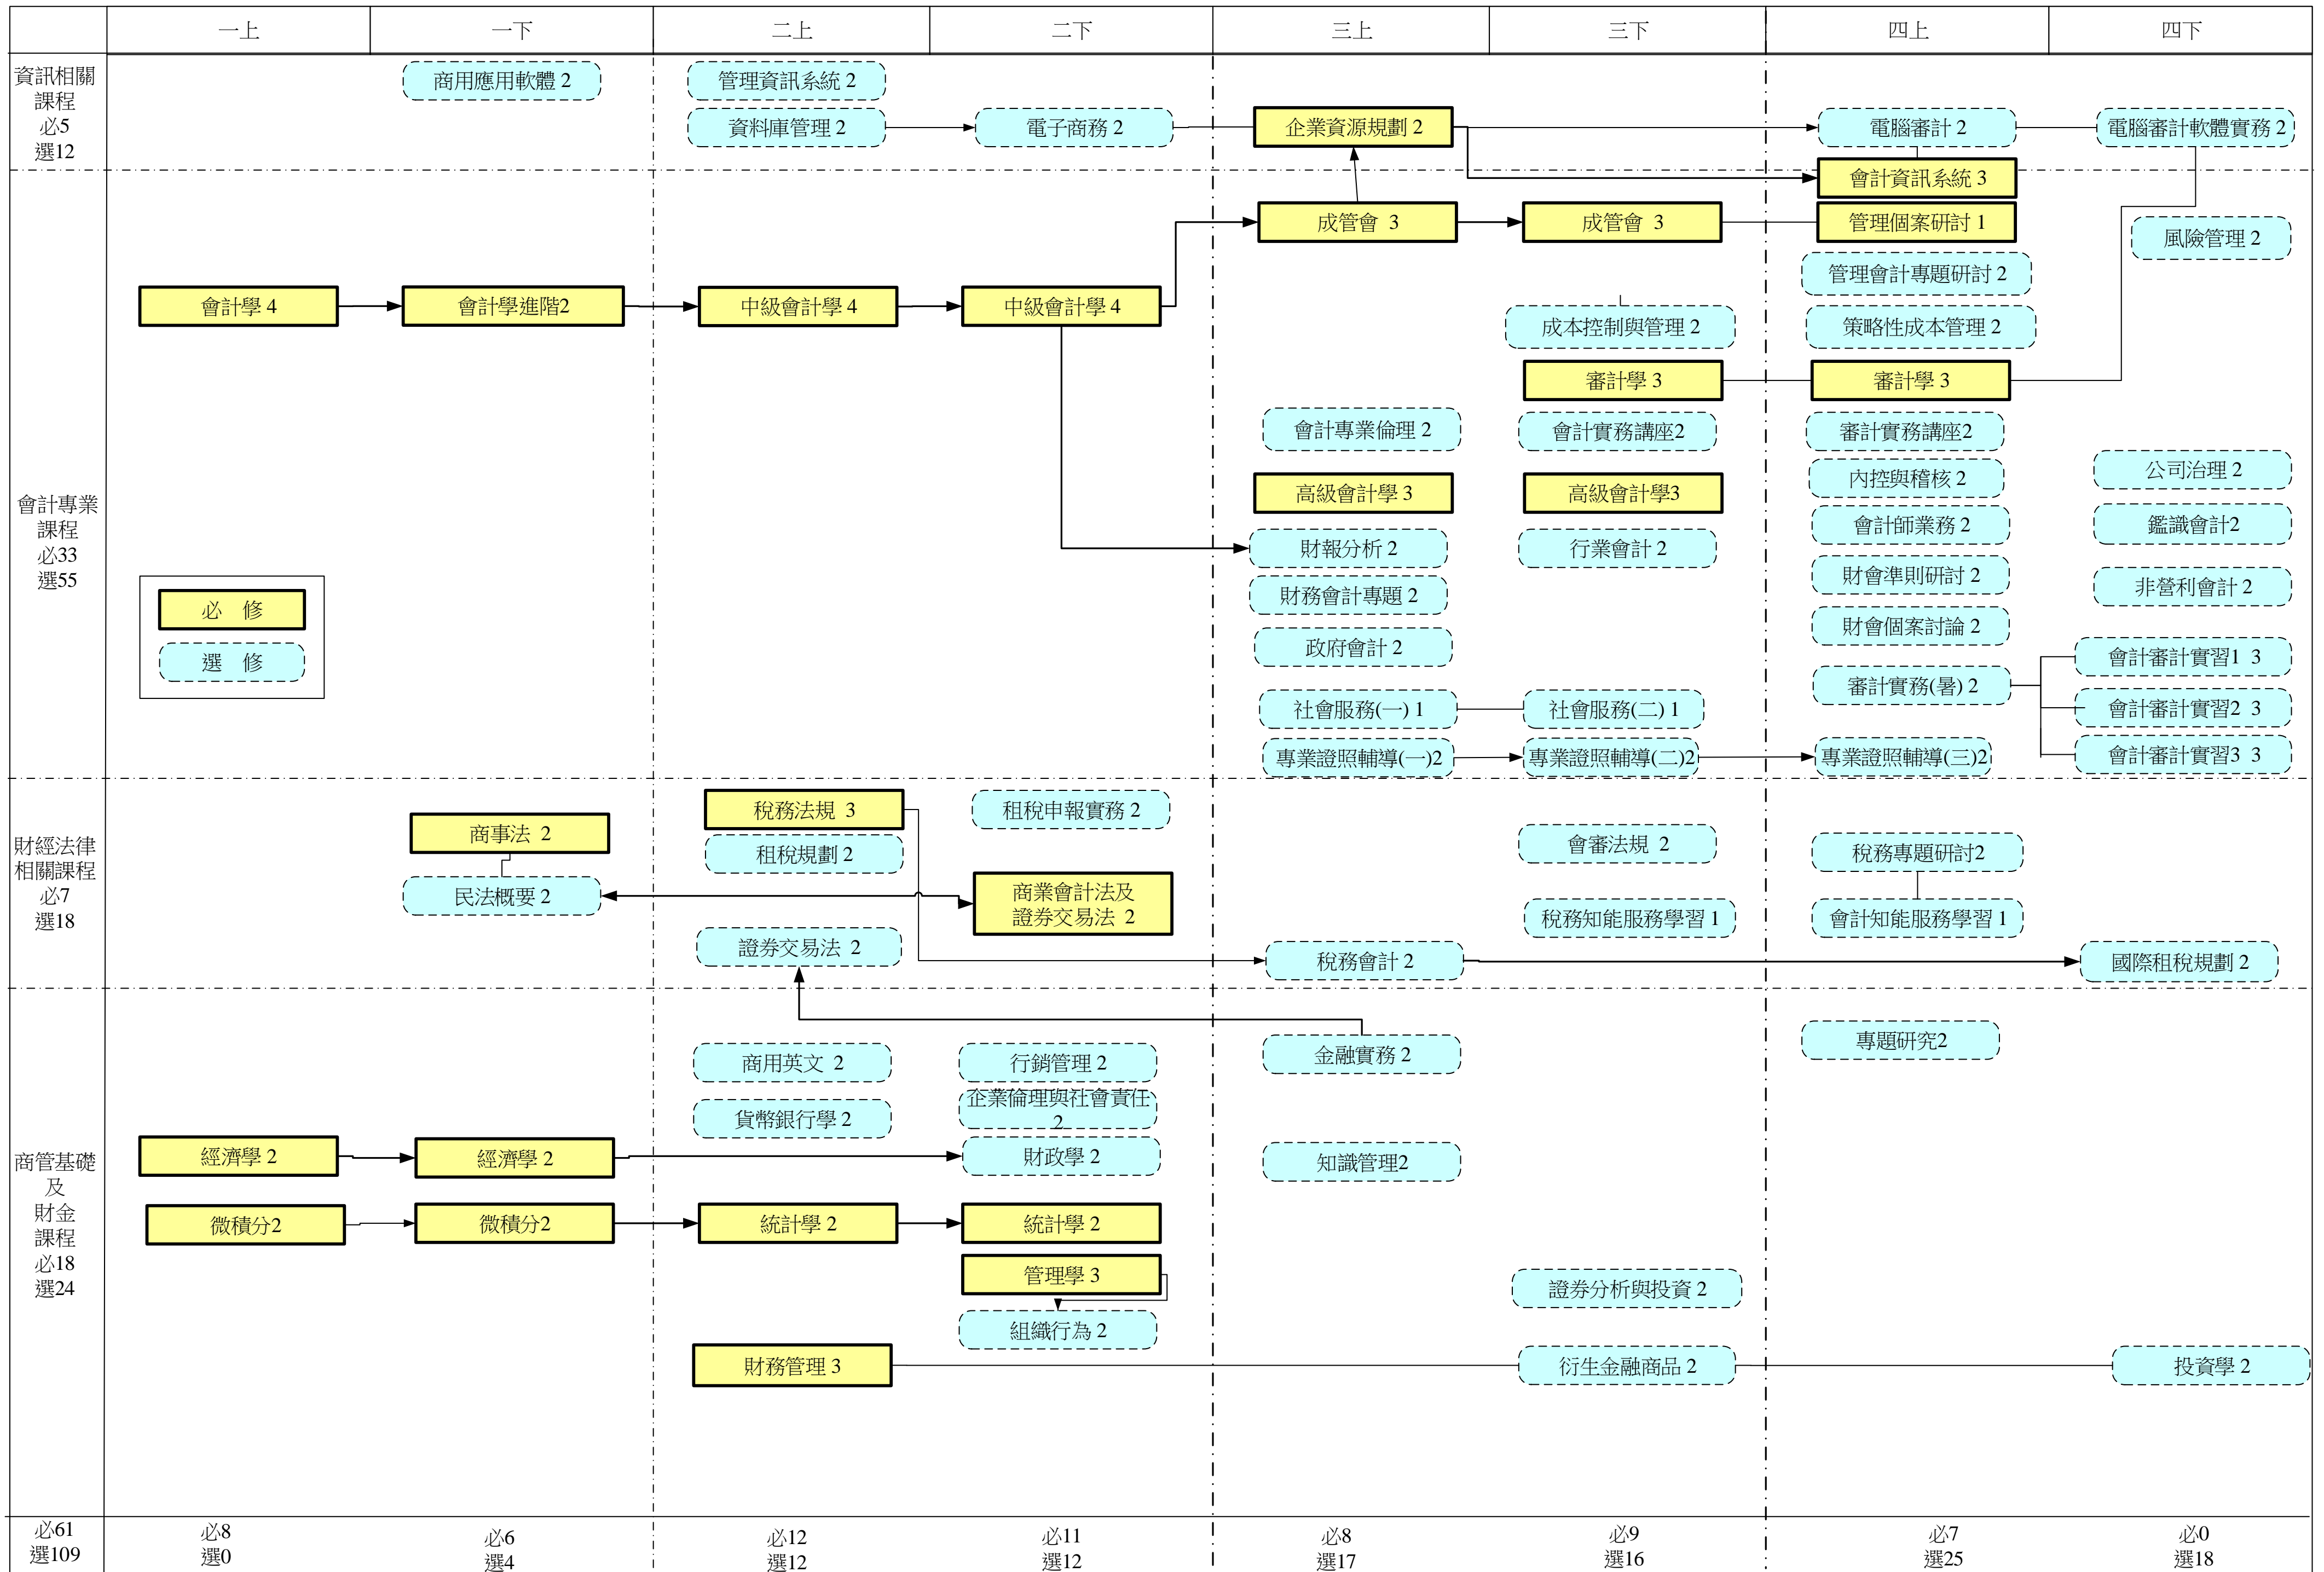 一上
一下
二上
二下
三上
三下
四上
四下
資訊相關
課程
必5
選12
商用應用軟體 2
管理資訊系統 2
資料庫管理 2
電子商務 2
企業資源規劃 2
電腦審計 2
電腦審計軟體實務 2
會計資訊系統 3
會計專業
課程
必33
選55
成管會 3
成管會 3
管理個案研討 1
風險管理 2
管理會計專題研討 2
會計學 4
會計學進階2
中級會計學 4
中級會計學 4
成本控制與管理 2
策略性成本管理 2
審計學 3
審計學 3
會計專業倫理 2
會計實務講座2
審計實務講座2
內控與稽核 2
公司治理 2
高級會計學 3
高級會計學3
會計師業務 2
鑑識會計2
財報分析 2
行業會計 2
財會準則研討 2
非營利會計 2
財務會計專題 2
必 修
選 修
政府會計 2
財會個案討論 2
會計審計實習1 3
審計實務(暑) 2
社會服務(一) 1
社會服務(二) 1
會計審計實習2 3
專業證照輔導(一)2
專業證照輔導(二)2
專業證照輔導(三)2
會計審計實習3 3
財經法律
相關課程
必7
選18
稅務法規 3
租稅申報實務 2
商事法 2
租稅規劃 2
會審法規 2
稅務專題研討2
民法概要 2
商業會計法及
證券交易法 2
稅務知能服務學習 1
會計知能服務學習 1
證券交易法 2
稅務會計 2
國際租稅規劃 2
商管基礎
及
財金
課程
必18
選24
專題研究2
商用英文 2
行銷管理 2
金融實務 2
貨幣銀行學 2
企業倫理與社會責任
2
經濟學 2
經濟學 2
財政學 2
知識管理2
微積分2
微積分2
統計學 2
統計學 2
管理學 3
證券分析與投資 2
組織行為 2
財務管理 3
衍生金融商品 2
投資學 2
必61
選109
必8
選0
必6
選4
必12
選12
必11
選12
必8
選17
必9
選16
必7
選25
必0
選18